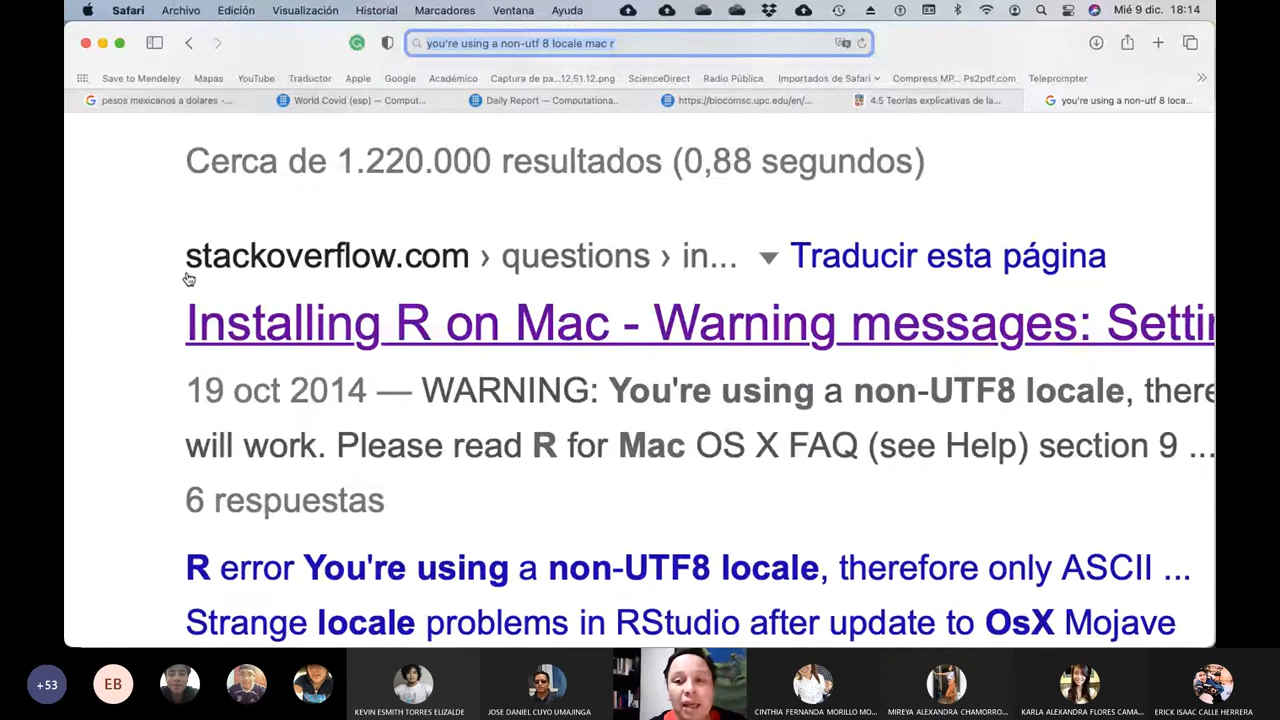 Safari Archivo Edición Visualización Historial Marcadores Ventana Ayuda Mié 9 dic. 18:14
you're using a non-utf 8 locale mac r
Save to Mendeley Mapas YouTube Traductor Apple Google Académico Captura de pa...12,51.12.png ScienceDirect Radio Pública Importados de Safari Compress MP... Ps2pdf.com Teleprompter
pesos mexicanos a dolares -... World Covid (esp) — Comput... Daily Report — Computationa... https://biocomsc.upc.edu/en/... 4.5 Teorías explicativas de la... you're using a non-utf 8 loca...
Cerca de 1.220.000 resultados (0,88 segundos)
stackoverflow.com › questions › in... Traducir esta página
Installing R on Mac - Warning messages: Settin
19 oct 2014 — WARNING: You're using a non-UTF8 locale, there
will work. Please read R for Mac OS X FAQ (see Help) section 9 ...
6 respuestas
R error You're using a non-UTF8 locale, therefore only ASCII ...
Strange locale problems in RStudio after update to OsX Mojave
+53 EB KEVIN ESMITH TORRES ELIZALDE JOSE DANIEL CUYO UMAJINGA CINTHIA FERNANDA MORILLO MO... MIREYA ALEXANDRA CHAMORRO... KARLA ALEXANDRA FLORES CAMA... ERICK ISAAC CALLE HERRERA